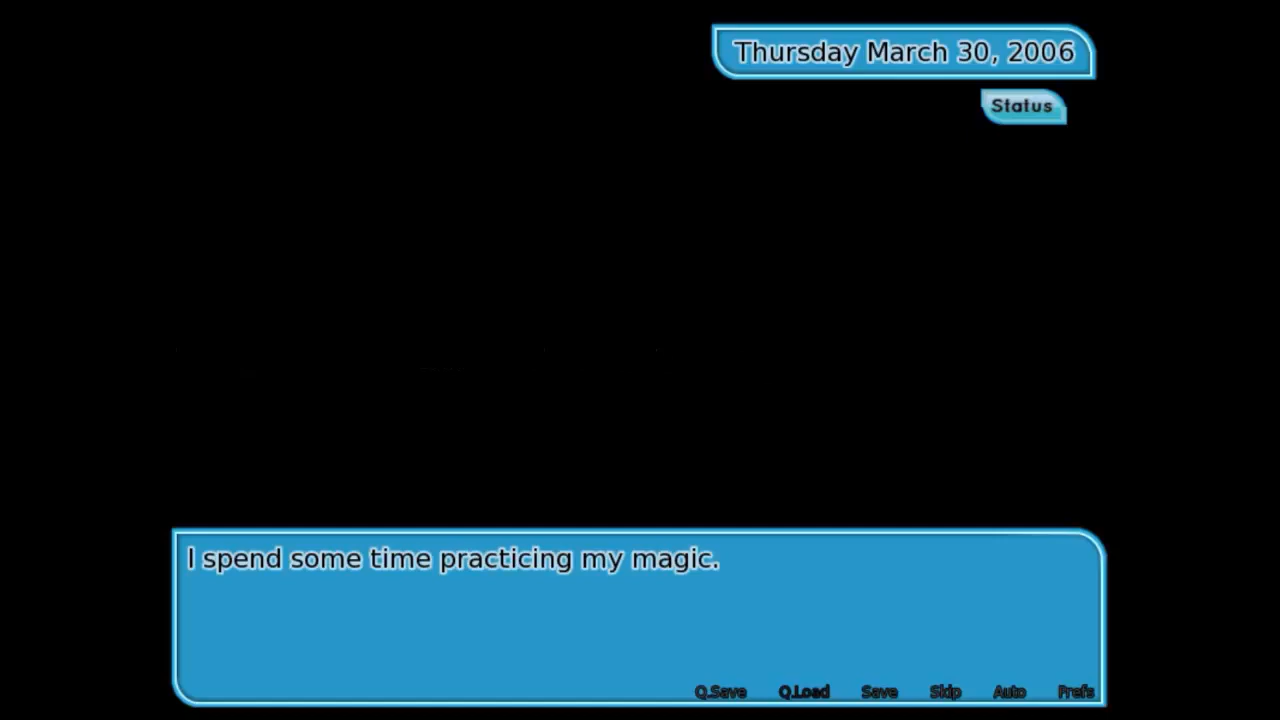 Thursday March 30, 2006
Status
I spend some time practicing my magic.
Q.Save Q.Load Save Skip Auto Prefs